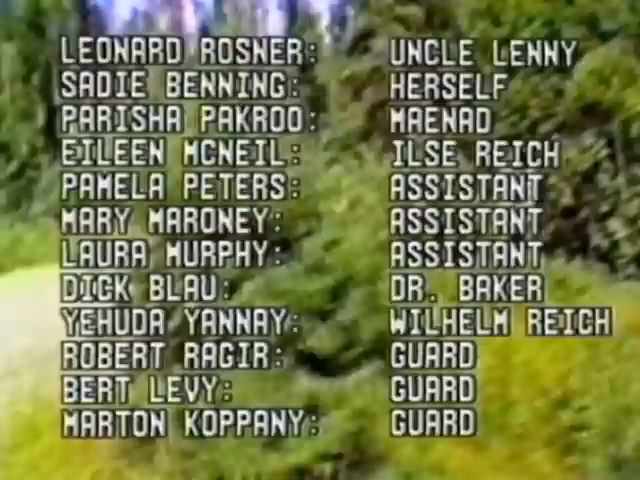 LEONARD ROSNER: UNCLE LENNY
SADIE BENNING: HERSELF
PARISHA PAKROO: MAENAD
EILEEN MCNEIL: ILSE REICH
PAMELA PETERS: ASSISTANT
MARY MARONEY: ASSISTANT
LAURA MURPHY: ASSISTANT
DICK BLAU: DR. BAKER
YEHUDA YANNAY: WILHELM REICH
ROBERT RAGIR: GUARD
BERT LEVY: GUARD
MARTON KOPPANY: GUARD